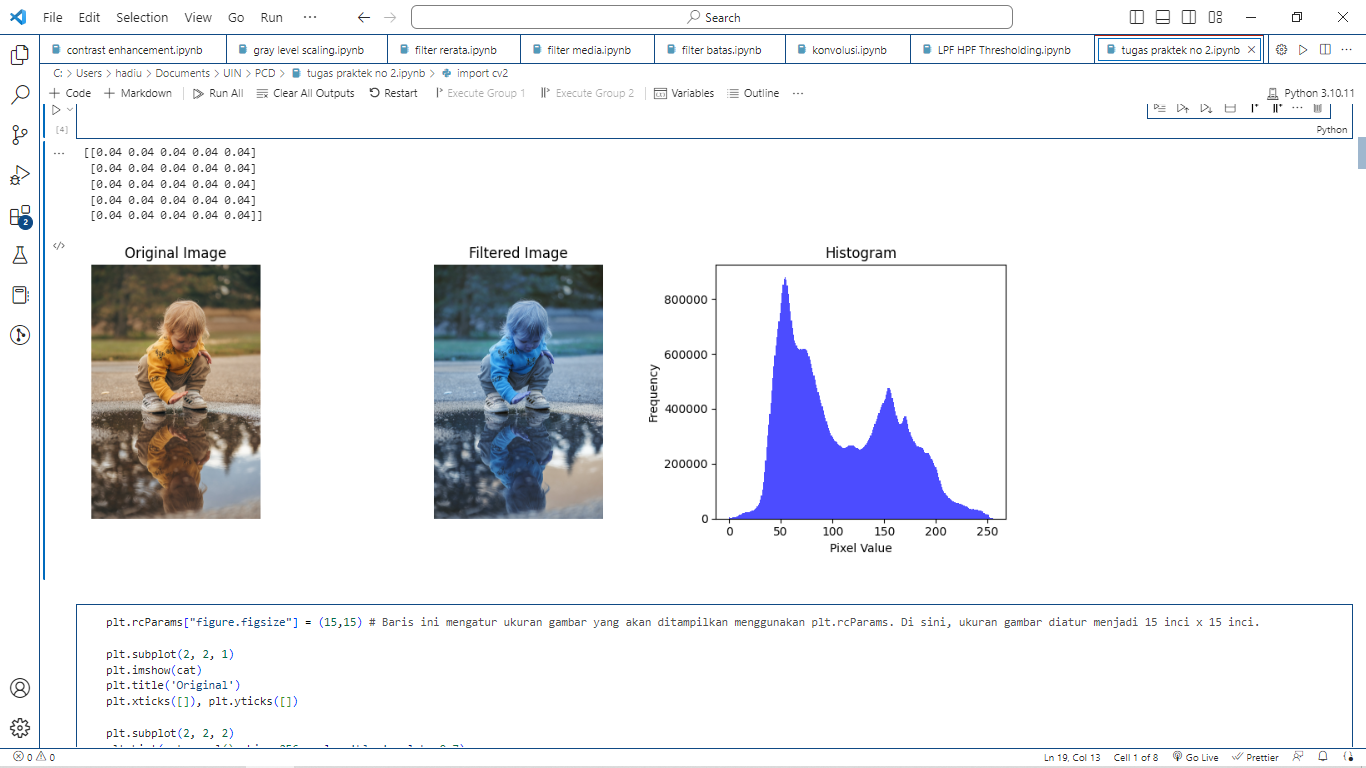 File Edit Selection View Go Run ··· Search
contrast enhancement.ipynb gray level scaling.ipynb filter rerata.ipynb filter media.ipynb filter batas.ipynb konvolusi.ipynb LPF HPF Thresholding.ipynb tugas praktek no 2.ipynb
C: > Users > hadiu > Documents > UIN > PCD > tugas praktek no 2.ipynb > import cv2
+ Code + Markdown Run All Clear All Outputs Restart Execute Group 1 Execute Group 2 Variables Outline ··· Python 3.10.11
[4]
Python
[[0.04 0.04 0.04 0.04 0.04]
[0.04 0.04 0.04 0.04 0.04]
[0.04 0.04 0.04 0.04 0.04]
[0.04 0.04 0.04 0.04 0.04]
[0.04 0.04 0.04 0.04 0.04]]
2
Original Image
Filtered Image
Histogram
800000
600000
400000
200000
0
Frequency
0 50 100 150 200 250
Pixel Value
plt.rcParams["figure.figsize"] = (15,15) # Baris ini mengatur ukuran gambar yang akan ditampilkan menggunakan plt.rcParams. Di sini, ukuran gambar diatur menjadi 15 inci x 15 inci.
plt.subplot(2, 2, 1)
plt.imshow(cat)
plt.title('Original')
plt.xticks([]), plt.yticks([])
plt.subplot(2, 2, 2)
0 0 Ln 19, Col 13 Cell 1 of 8 Go Live Prettier